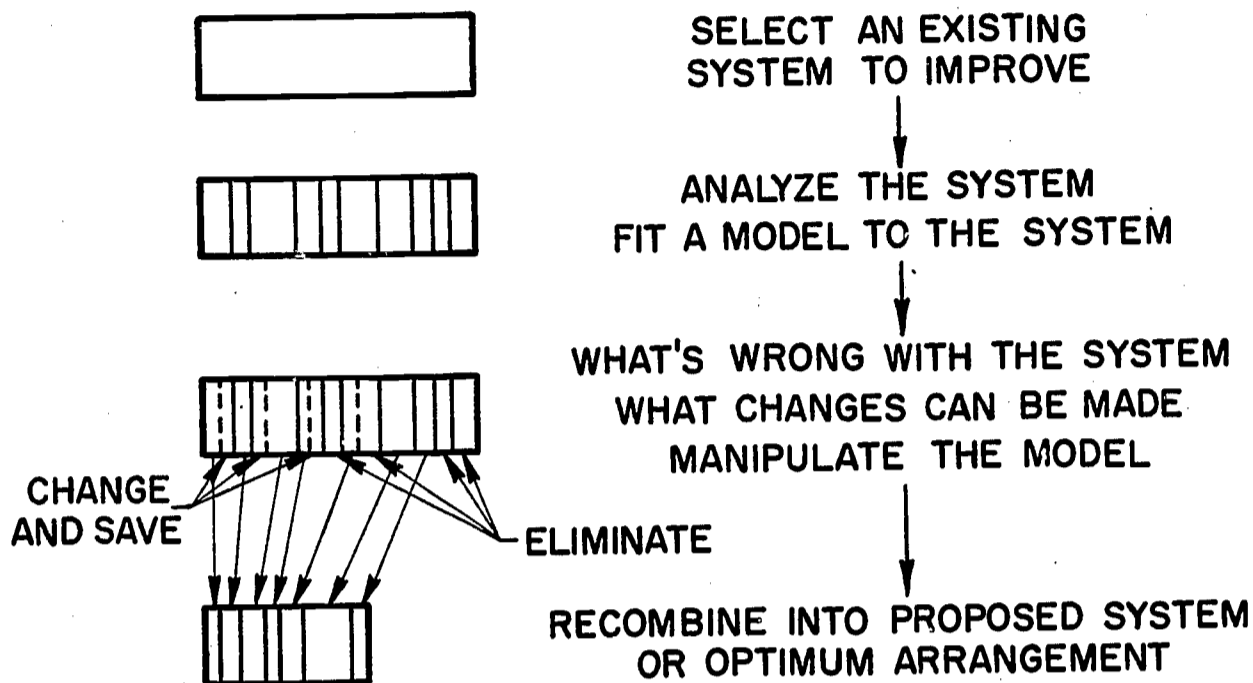 SELECT AN EXISTING
SYSTEM TO IMPROVE
ANALYZE THE SYSTEM
FIT A MODEL TO THE SYSTEM
WHAT'S WRONG WITH THE SYSTEM
WHAT CHANGES CAN BE MADE
MANIPULATE THE MODEL
CHANGE
AND SAVE
ELIMINATE
RECOMBINE INTO PROPOSED SYSTEM
OR OPTIMUM ARRANGEMENT